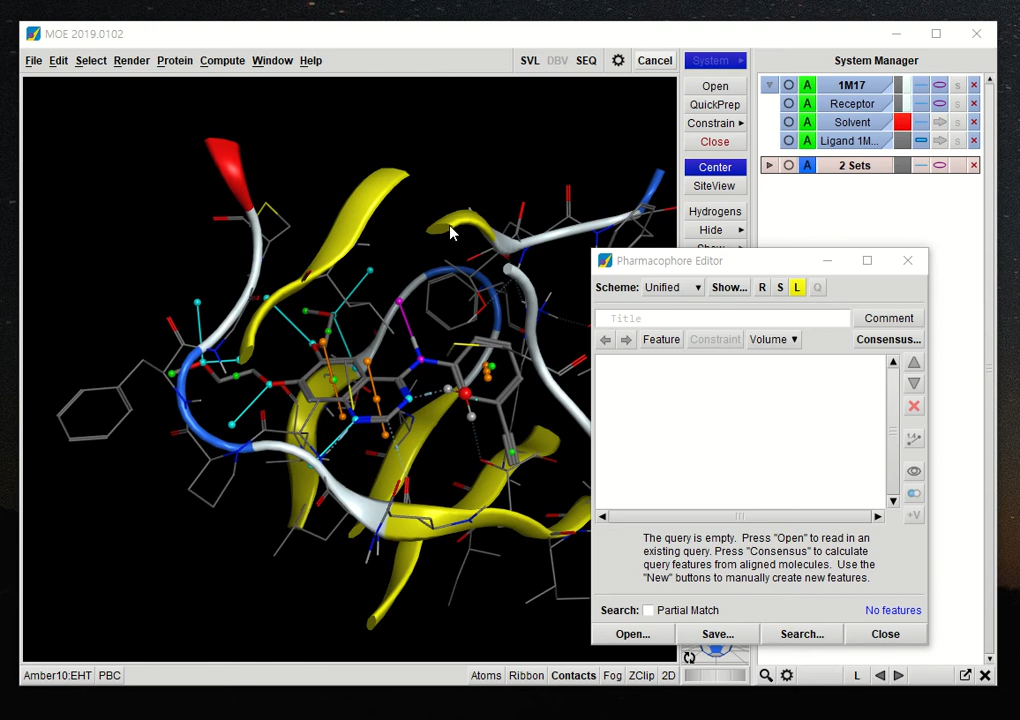 MOE 2019.0102
File Edit Select Render Protein Compute Window Help SVL DBV SEQ Cancel
System
Open
QuickPrep
Constrain
Close
Center
SiteView
Hydrogens
Hide
System Manager
A 1M17
A Receptor
A Solvent
A Ligand 1M...
A 2 Sets
s
s
s
s
Pharmacophore Editor
Scheme: Unified Show... R S L Q
Title Comment
Feature Constraint Volume Consensus...
+V
The query is empty. Press "Open" to read in an
existing query. Press "Consensus" to calculate
query features from aligned molecules. Use the
"New" buttons to manually create new features.
Search: Partial Match No features
Open... Save... Search... Close
Amber10:EHT PBC Atoms Ribbon Contacts Fog ZClip 2D L